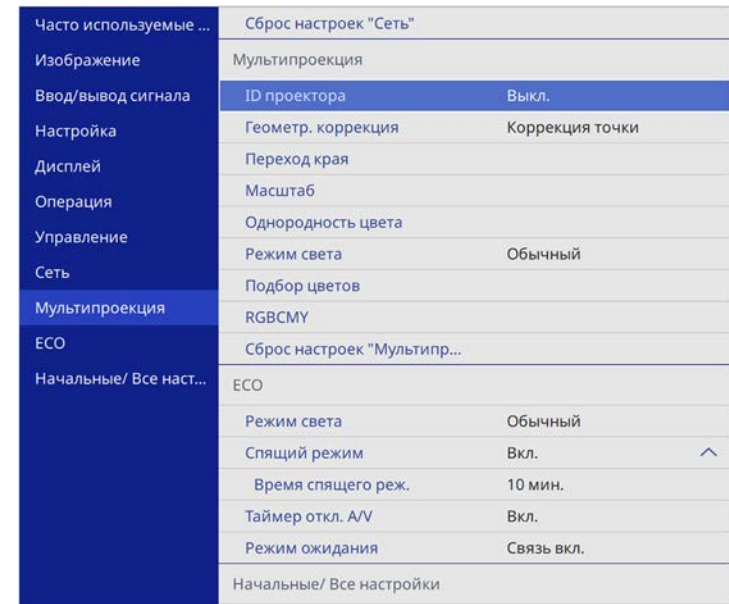 Часто используемые ...
Изображение
Ввод/вывод сигнала
Настройка
Дисплей
Операция
Управление
Сеть
Мультипроекция
ECO
Начальные/ Все наст...
Сброс настроек "Сеть"
Мультипроекция
ID проектора Выкл.
Геометр. коррекция Коррекция точки
Переход края
Масштаб
Однородность цвета
Режим света Обычный
Подбор цветов
RGBCMY
Сброс настроек "Мультипр...
ECO
Режим света Обычный
Спящий режим Вкл.
Время спящего реж. 10 мин.
Таймер откл. A/V Вкл.
Режим ожидания Связь вкл.
Начальные/ Все настройки